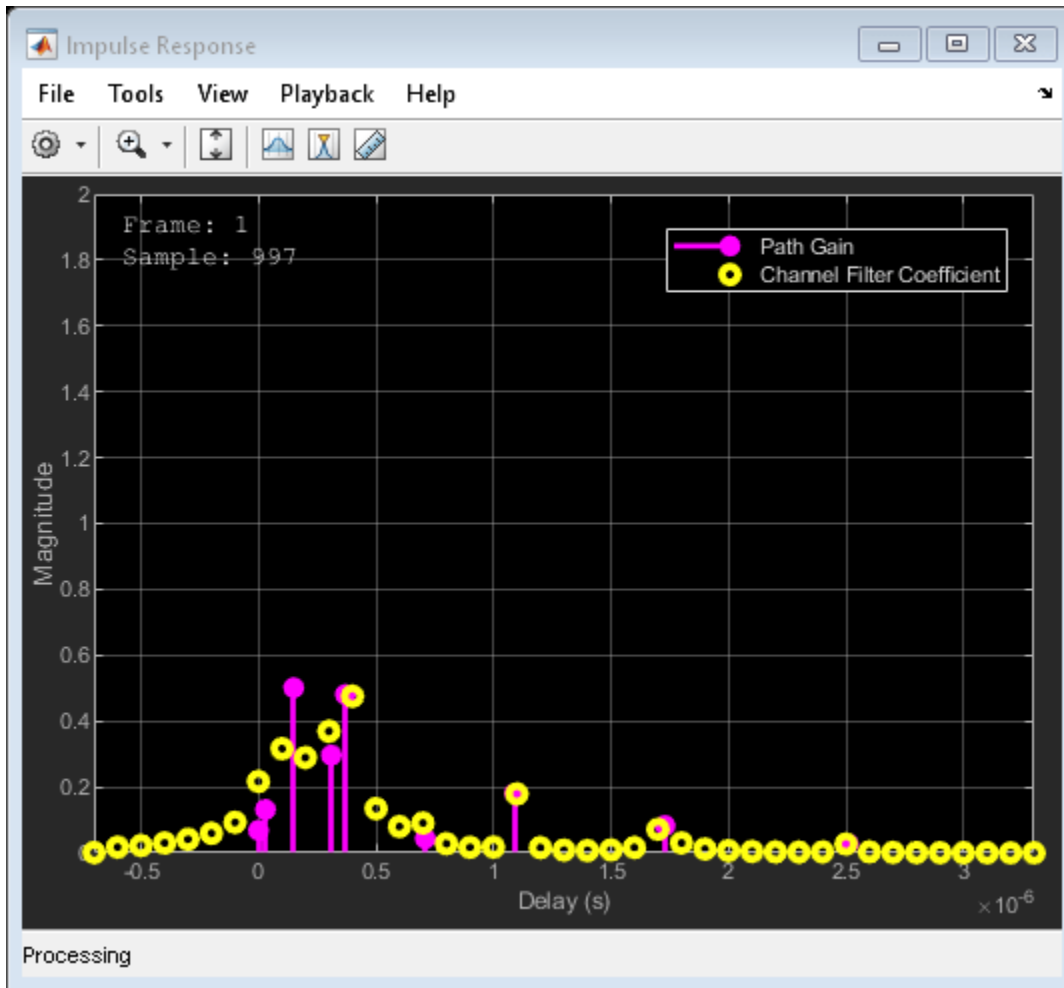 Impulse Response
File Tools View Playback Help
Frame: 1
Sample: 997
Path Gain
Channel Filter Coefficient
2
1.8
1.6
1.4
1.2
1
0.8
0.6
0.4
0.2
0
Magnitude
-0.5 0 0.5 1 1.5 2 2.5 3
Delay (s)
×10-6
Processing